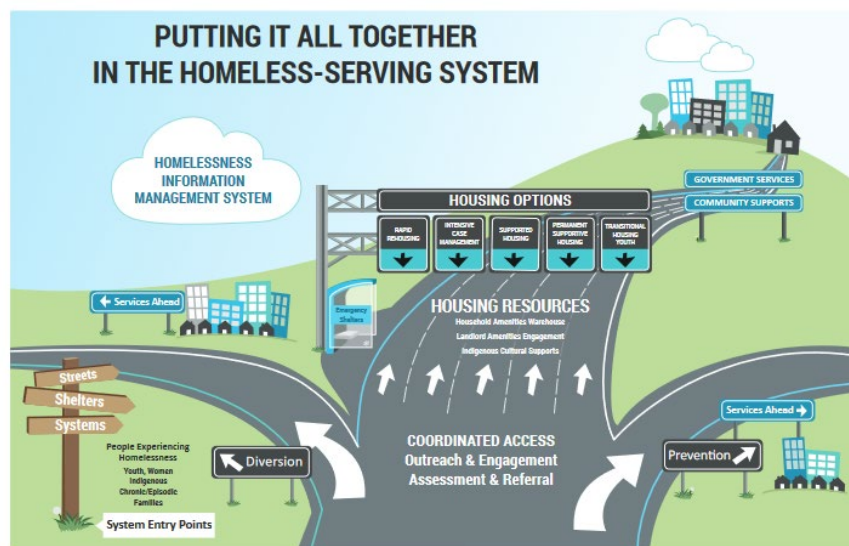 PUTTING IT ALL TOGETHER
IN THE HOMELESS-SERVING SYSTEM
HOMELESSNESS
INFORMATION
MANAGEMENT SYSTEM
GOVERNMENT SERVICES
COMMUNITY SUPPORTS
HOUSING OPTIONS
RAPID
REHOUSING
INTENSIVE
CASE
MANAGEMENT
SUPPORTED
HOUSING
PERMANENT
SUPPORTIVE
HOUSING
TRANSITIONAL
HOUSING
YOUTH
Services Ahead
Emergency
Shelters
HOUSING RESOURCES
Household Amenities Warehouse
Landlord Amenities Engagement
Indigenous Cultural Supports
Streets
Shelters
Systems
People Experiencing
Homelessness
Youth, Women
Indigenous
Chronic/Episodic
Families
System Entry Points
Diversion
COORDINATED ACCESS
Outreach & Engagement
Assessment & Referral
Services Ahead
Prevention